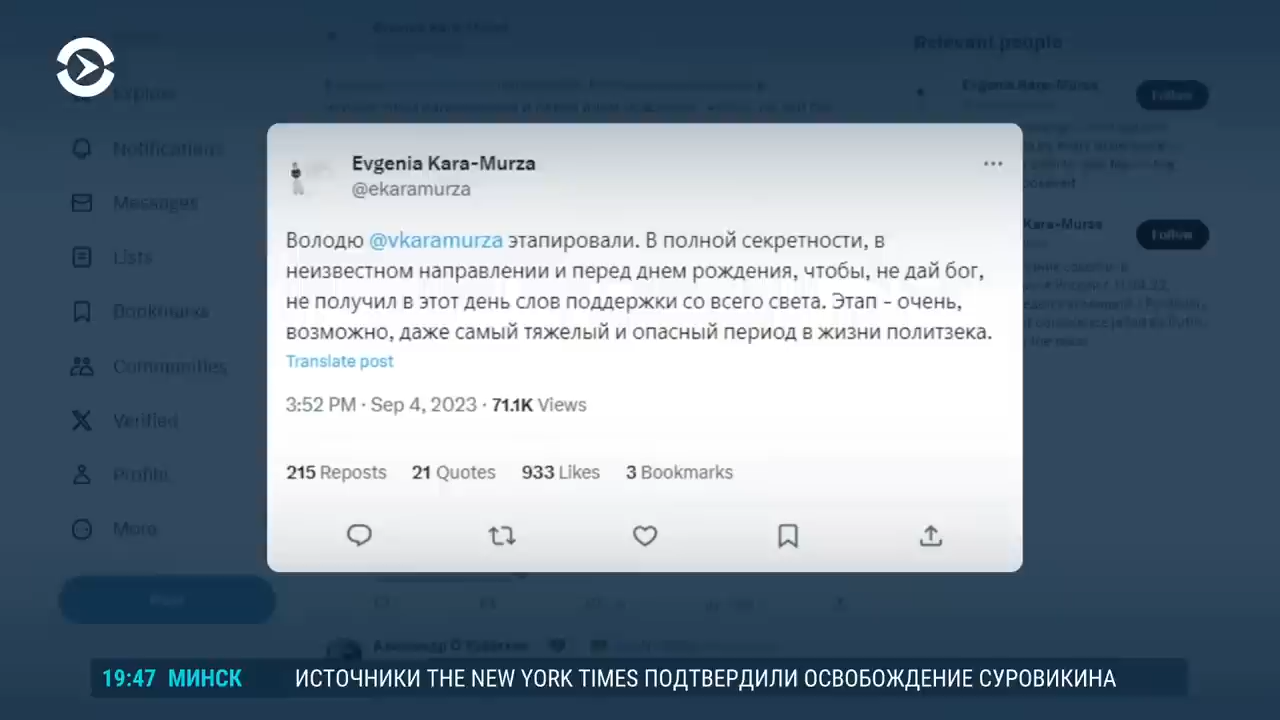 Relevant people
Explore
Notifications
Messages
Lists
Bookmarks
Communities
Verified
Profile
More
Evgenia Kara-Murza
Follow
Kara-Murza
Follow
Evgenia Kara-Murza
@ekaramurza
Володю @vkaramurza этапировали. В полной секретности, в
неизвестном направлении и перед днем рождения, чтобы, не дай бог,
не получил в этот день слов поддержки со всего света. Этап - очень,
возможно, даже самый тяжелый и опасный период в жизни политзека.
Translate post
3:52 PM · Sep 4, 2023 · 71.1K Views
215 Reposts 21 Quotes 933 Likes 3 Bookmarks
19:47 МИНСК ИСТОЧНИКИ THE NEW YORK TIMES ПОДТВЕРДИЛИ ОСВОБОЖДЕНИЕ СУРОВИКИНА